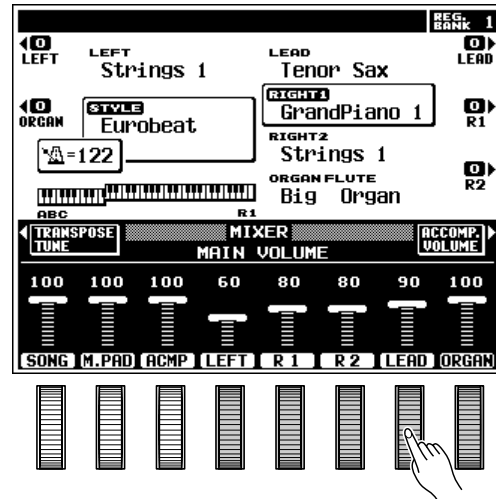 REG. BANK 1
0 LEFT
LEFT
Strings 1
LEAD
Tenor Sax
0 LEAD
0 ORGAN
STYLE
Eurobeat
RIGHT1
GrandPiano 1
0 R1
=122
RIGHT2
Strings 1
0 R2
ORGAN FLUTE
Big Organ
ABC
R1
TRANSPOSE TUNE
MIXER
MAIN VOLUME
ACCOMP. VOLUME
100 100 100 60 80 80 90 100
SONG M.PAD ACMP LEFT R 1 R 2 LEAD ORGAN